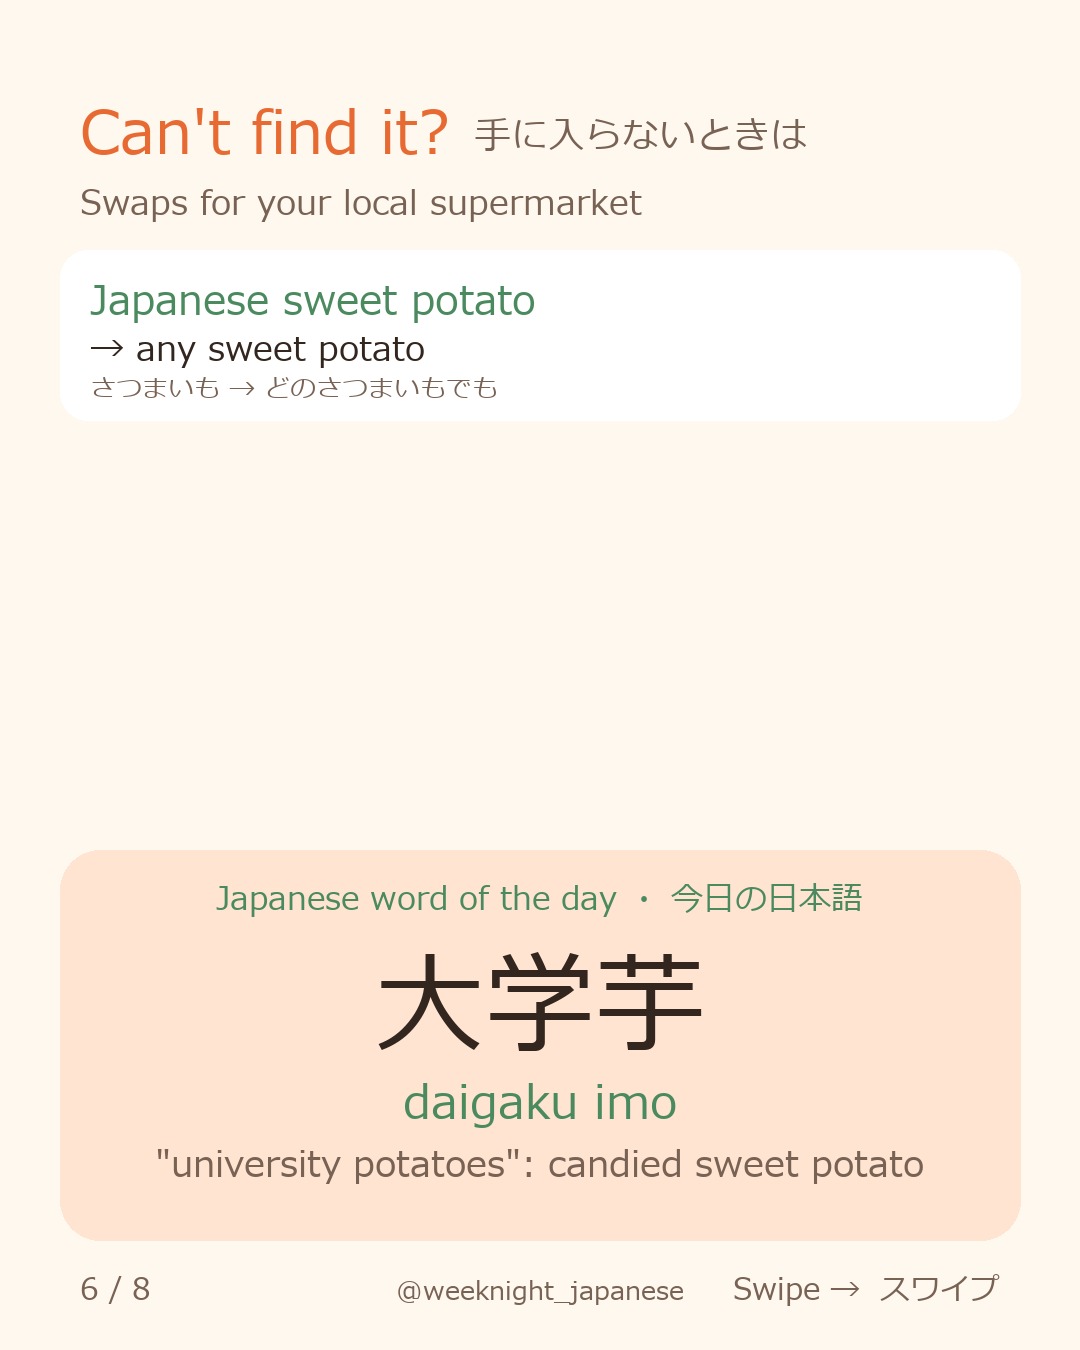 Can't find it? 手に入らないときは
Swaps for your local supermarket
Japanese sweet potato
→ any sweet potato
さつまいも → どのさつまいもでも
Japanese word of the day ・ 今日の日本語
大学芋
daigaku imo
"university potatoes": candied sweet potato
6 / 8 @weeknight_japanese Swipe → スワイプ